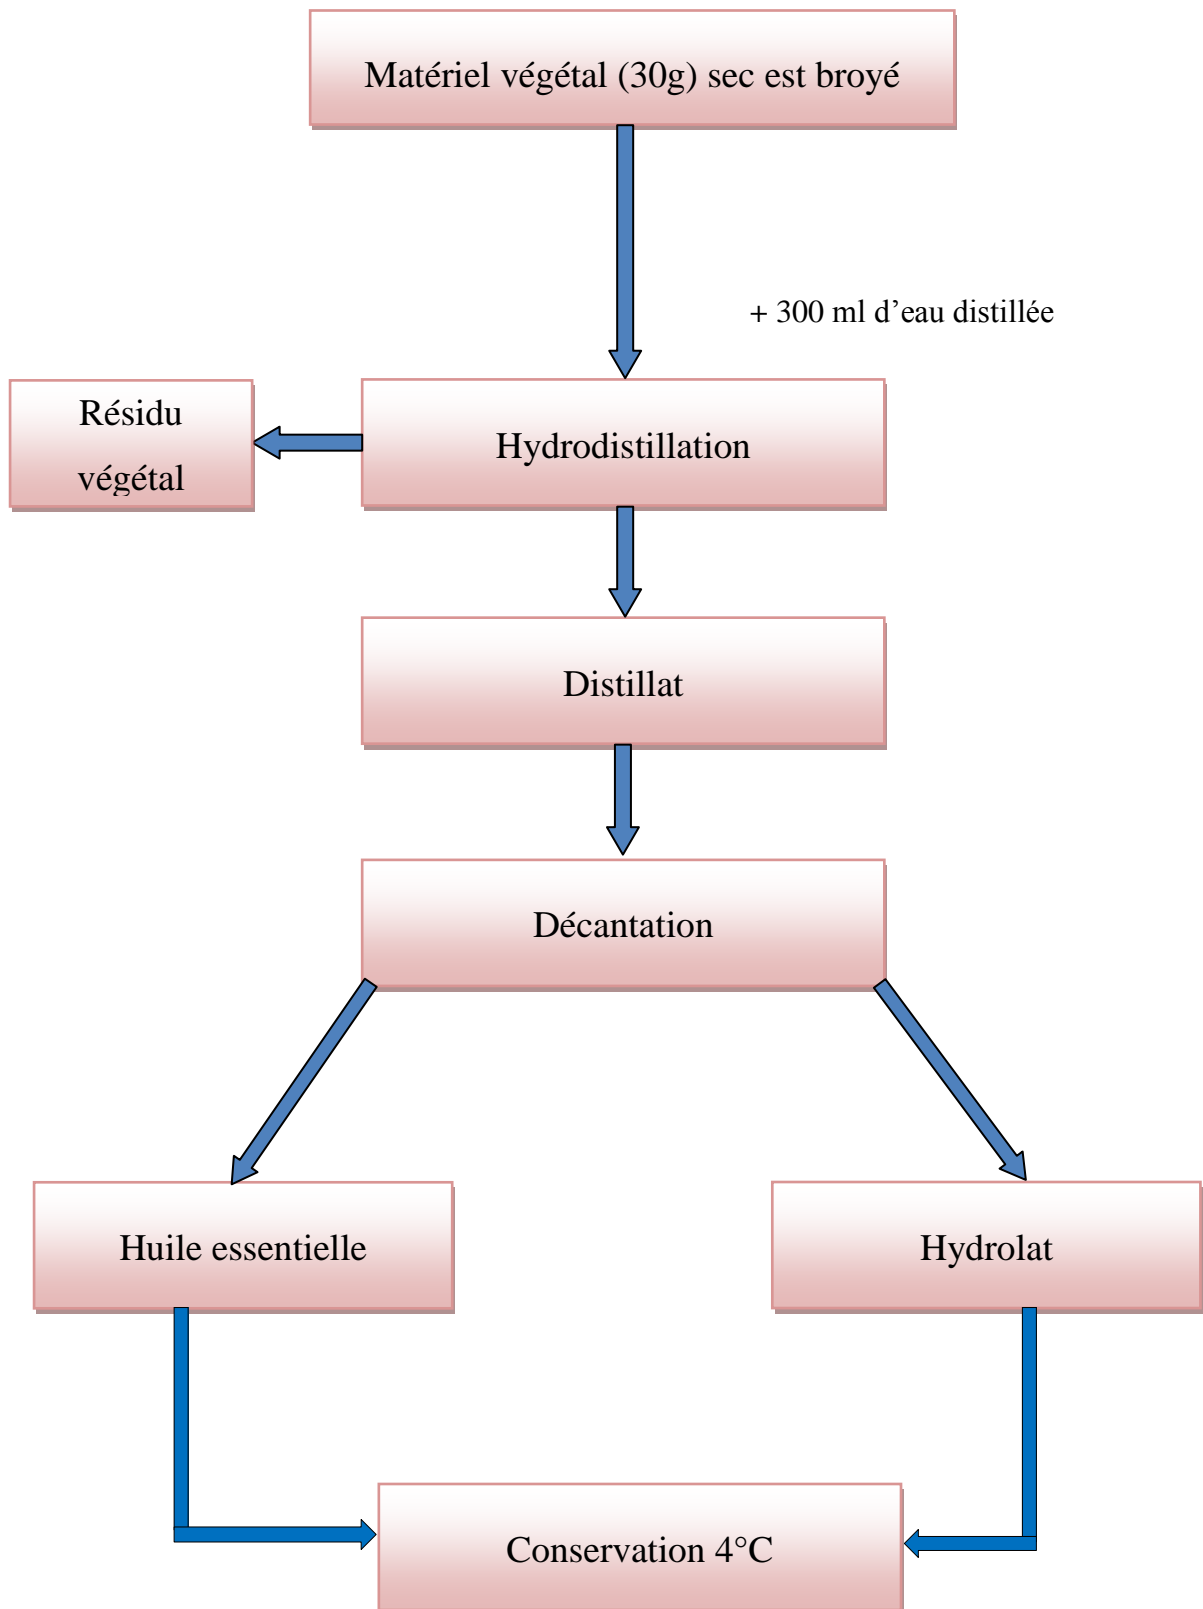 Matériel végétal (30g) sec est broyé
+ 300 ml d’eau distillée
Résidu
végétal
Hydrodistillation
Distillat
Décantation
Huile essentielle
Hydrolat
Conservation 4°C